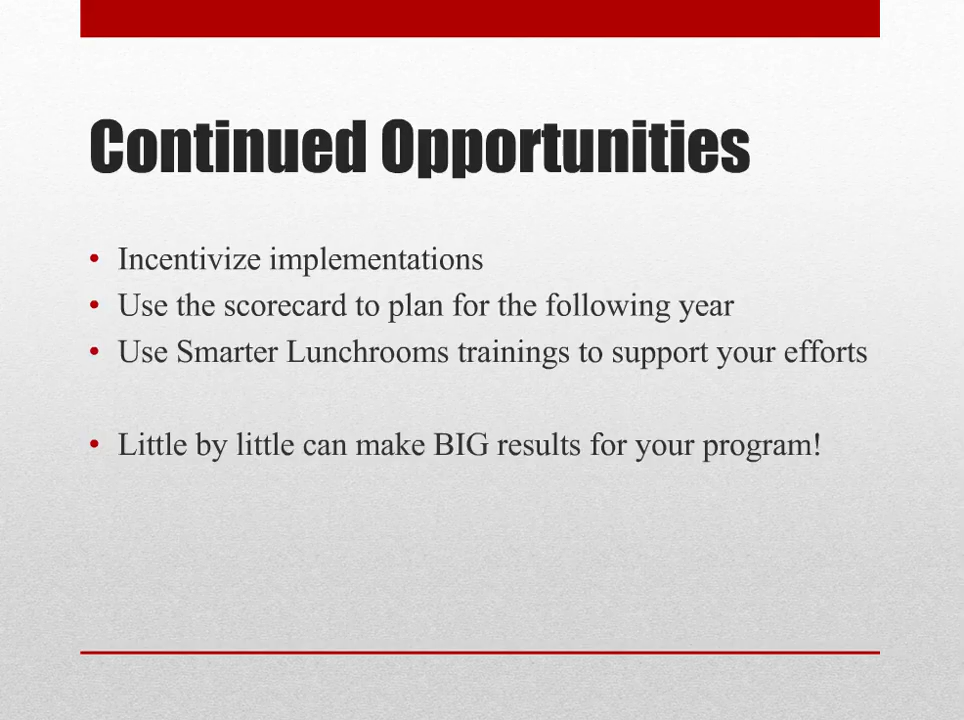 Continued Opportunities
• Incentivize implementations
• Use the scorecard to plan for the following year
• Use Smarter Lunchrooms trainings to support your efforts
• Little by little can make BIG results for your program!